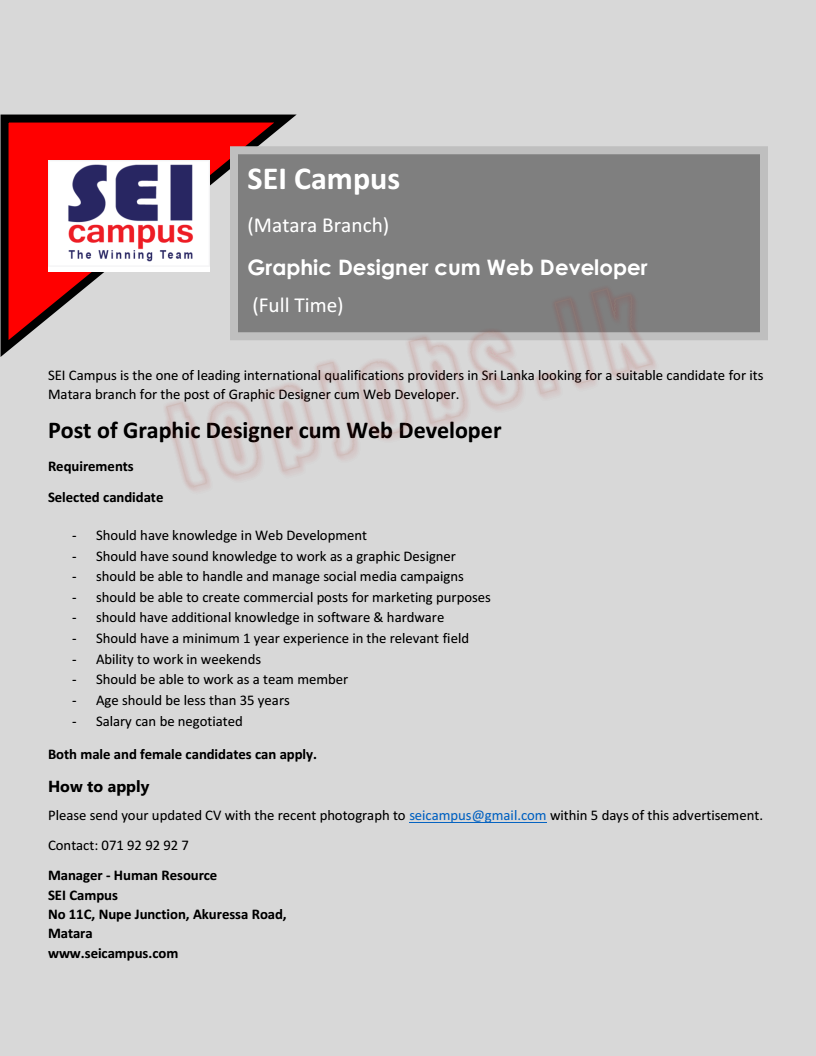 SEI
campus
The Winning Team
SEI Campus
(Matara Branch)
Graphic Designer cum Web Developer
(Full Time)
topjobs.lk
SEI Campus is the one of leading international qualifications providers in Sri Lanka looking for a suitable candidate for its
Matara branch for the post of Graphic Designer cum Web Developer.
Post of Graphic Designer cum Web Developer
Requirements
Selected candidate
- Should have knowledge in Web Development
- Should have sound knowledge to work as a graphic Designer
- should be able to handle and manage social media campaigns
- should be able to create commercial posts for marketing purposes
- should have additional knowledge in software & hardware
- Should have a minimum 1 year experience in the relevant field
- Ability to work in weekends
- Should be able to work as a team member
- Age should be less than 35 years
- Salary can be negotiated
Both male and female candidates can apply.
How to apply
Please send your updated CV with the recent photograph to seicampus@gmail.com within 5 days of this advertisement.
Contact: 071 92 92 92 7
Manager - Human Resource
SEI Campus
No 11C, Nupe Junction, Akuressa Road,
Matara
www.seicampus.com